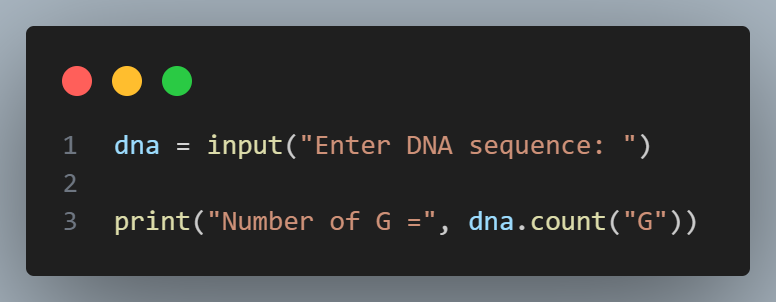 1 dna = input("Enter DNA sequence: ")
2
3 print("Number of G =", dna.count("G"))